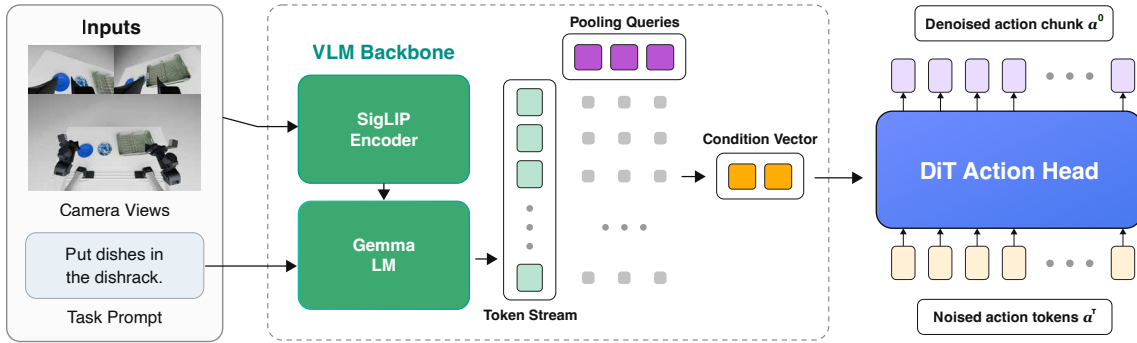 Inputs
Camera Views
Put dishes in
the dishrack.
Task Prompt
VLM Backbone
SigLIP
Encoder
Gemma
LM
Token Stream
Pooling Queries
Condition Vector
Denoised action chunk a⁰
DiT Action Head
Noised action tokens aᵀ